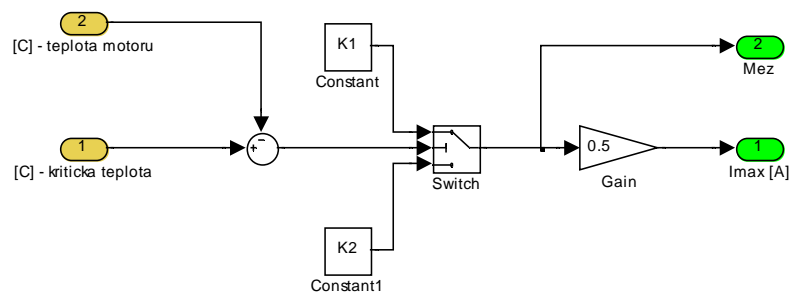 2
[C] - teplota motoru
K1
Constant
2
Mez
1
[C] - kriticka teplota
−
+
Switch
0.5
Gain
1
Imax [A]
K2
Constant1